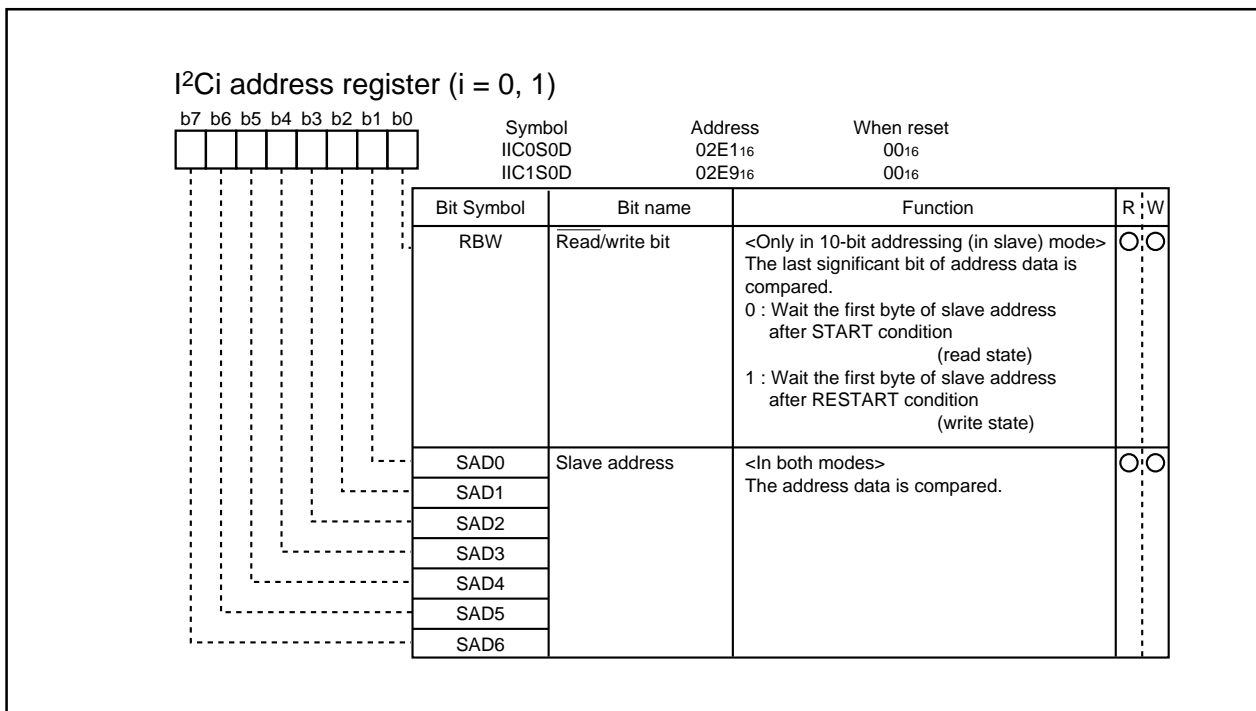 I²Ci address register (i = 0, 1)
b7 b6 b5 b4 b3 b2 b1 b0
Symbol Address When reset
IIC0S0D 02E1₁₆ 00₁₆
IIC1S0D 02E9₁₆ 00₁₆
Bit Symbol Bit name Function R W
RBW Read/write bit <Only in 10-bit addressing (in slave) mode>
The last significant bit of address data is
compared.
0 : Wait the first byte of slave address
after START condition
(read state)
1 : Wait the first byte of slave address
after RESTART condition
(write state)
SAD0 Slave address <In both modes>
SAD1 The address data is compared.
SAD2
SAD3
SAD4
SAD5
SAD6